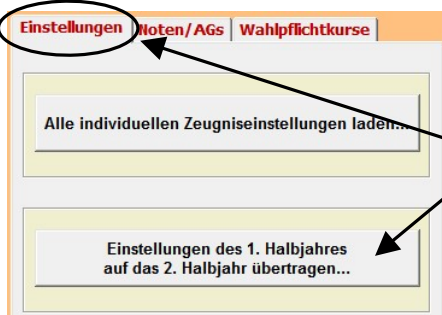 Einstellungen Noten/AGs Wahlpflichtkurse
Alle individuellen Zeugniseinstellungen laden...
Einstellungen des 1. Halbjahres
auf das 2. Halbjahr übertragen...